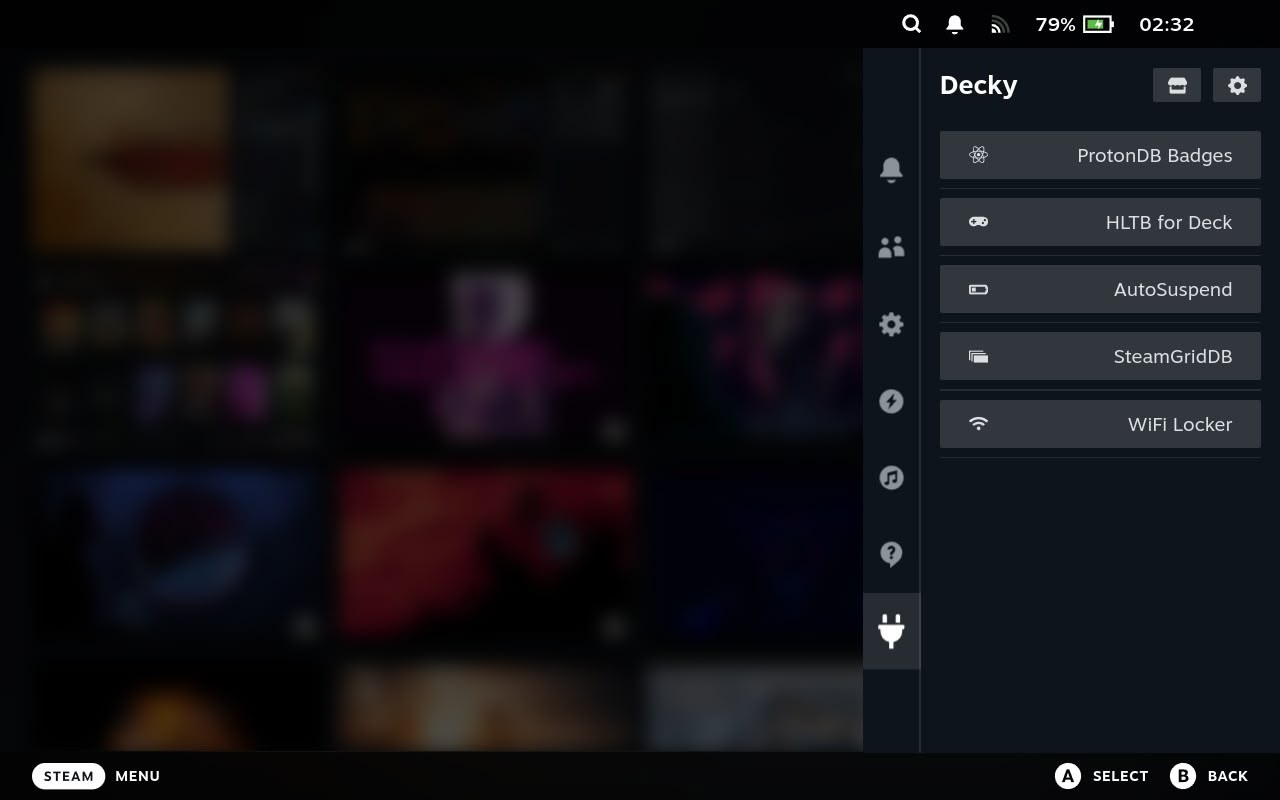 79% 02:32
Decky
ProtonDB Badges
HLTB for Deck
AutoSuspend
SteamGridDB
WiFi Locker
STEAM MENU A SELECT B BACK